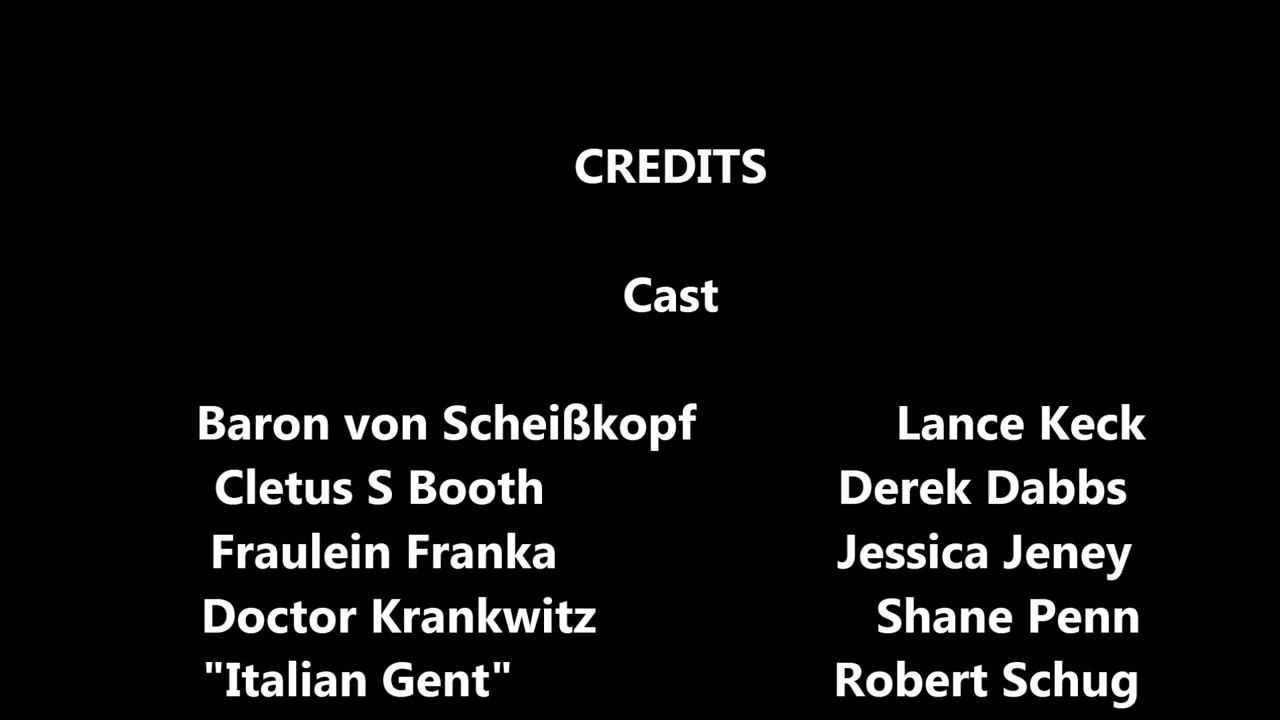 CREDITS
Cast
Baron von Scheißkopf Lance Keck
Cletus S Booth Derek Dabbs
Fraulein Franka Jessica Jeney
Doctor Krankwitz Shane Penn
"Italian Gent" Robert Schug